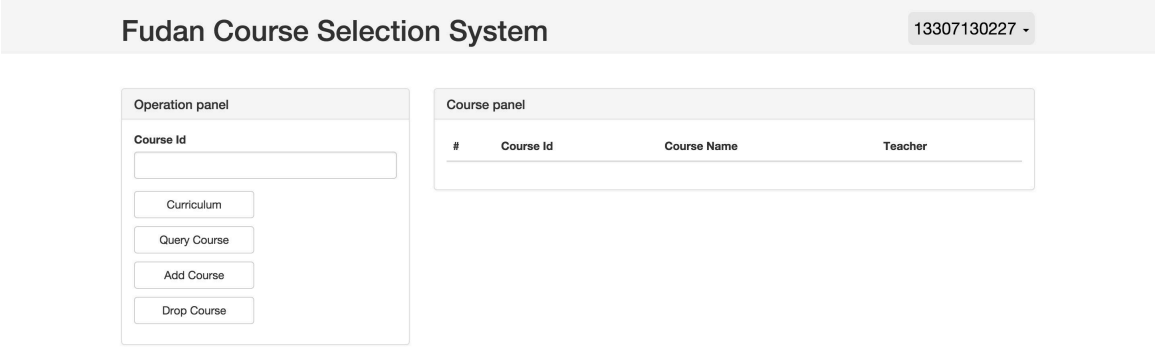 Fudan Course Selection System
13307130227
Operation panel
Course Id
Curriculum
Query Course
Add Course
Drop Course
Course panel
# Course Id Course Name Teacher